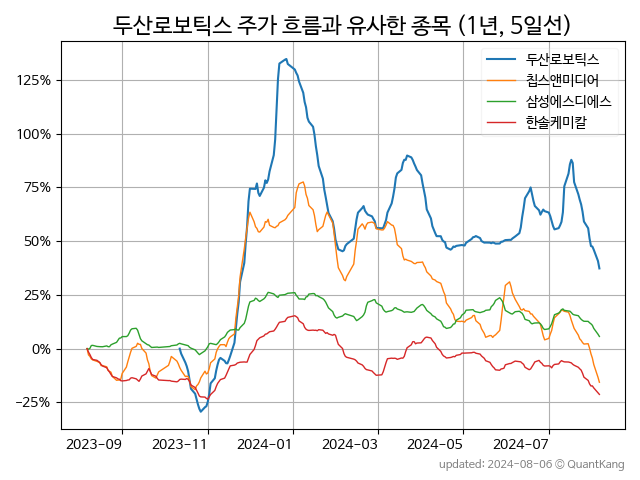 두산로보틱스 주가 흐름과 유사한 종목 (1년, 5일선)
두산로보틱스
칩스앤미디어
삼성에스디에스
한솔케미칼
125%
100%
75%
50%
25%
0%
−25%
2023−09 2023−11 2024−01 2024−03 2024−05 2024−07
updated: 2024-08-06 © QuantKang